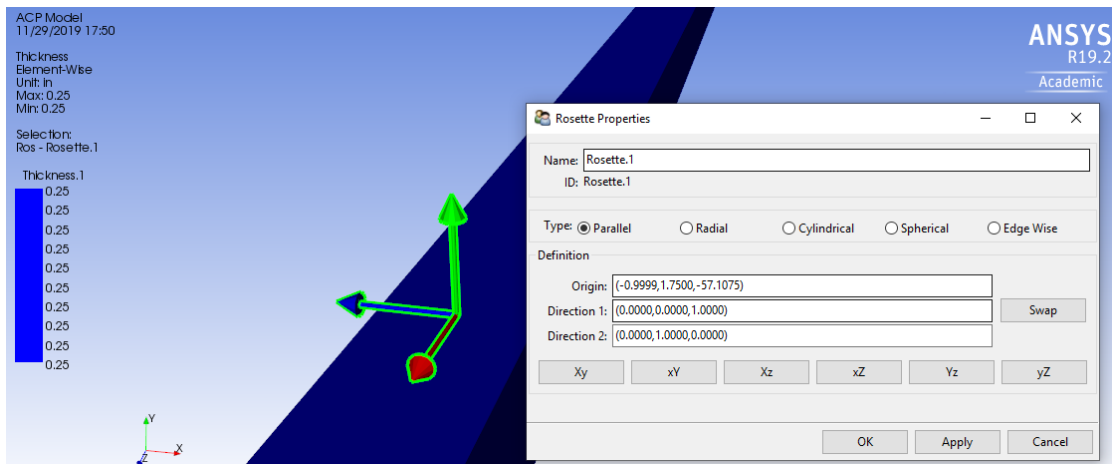 ACP Model
11/29/2019 17:50
Thickness
Element-Wise
Unit: in
Max: 0.25
Min: 0.25
Selection:
Ros - Rosette.1
Thickness.1
0.25
0.25
0.25
0.25
0.25
0.25
0.25
0.25
0.25
0.25
Y
X
Z
ANSYS
R19.2
Academic
Rosette Properties
Name: Rosette.1
ID: Rosette.1
Type: Parallel Radial Cylindrical Spherical Edge Wise
Definition
Origin: (-0.9999,1.7500,-57.1075)
Direction 1: (0.0000,0.0000,1.0000) Swap
Direction 2: (0.0000,1.0000,0.0000)
Xy xY Xz xZ Yz yZ
OK Apply Cancel